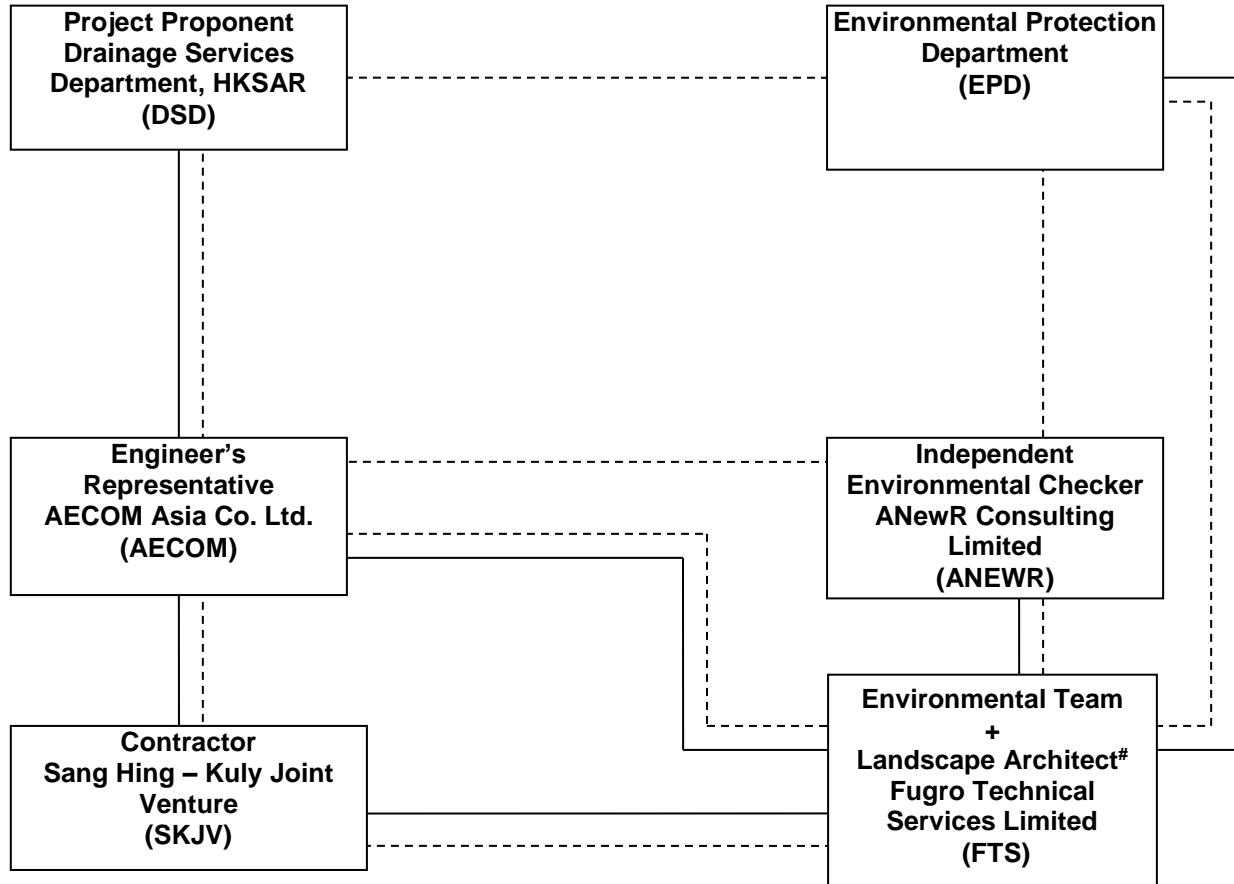 Project Proponent
Drainage Services
Department, HKSAR
(DSD)
Environmental Protection
Department
(EPD)
Engineer’s
Representative
AECOM Asia Co. Ltd.
(AECOM)
Independent
Environmental Checker
ANewR Consulting
Limited
(ANEWR)
Contractor
Sang Hing – Kuly Joint
Venture
(SKJV)
Environmental Team
+
Landscape Architect#
Fugro Technical
Services Limited
(FTS)